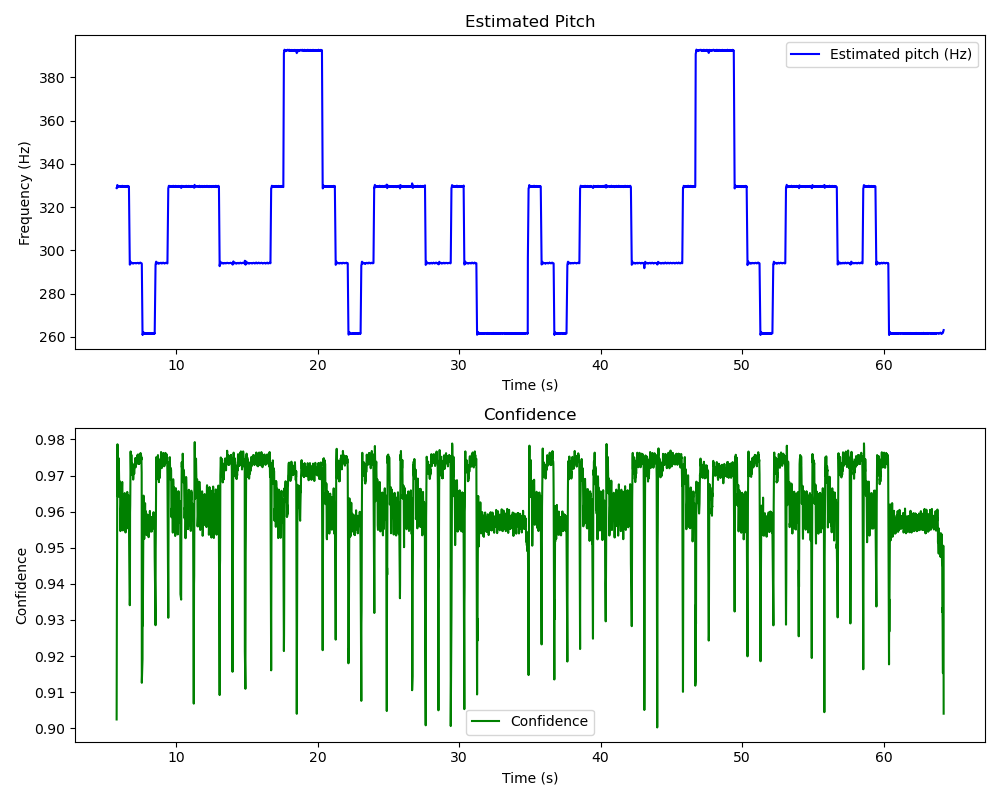 Estimated Pitch
Estimated pitch (Hz)
Frequency (Hz)
380
360
340
320
300
280
260
10 20 30 40 50 60
Time (s)
Confidence
Confidence
0.98
0.97
0.96
0.95
0.94
0.93
0.92
0.91
0.90
Confidence
10 20 30 40 50 60
Time (s)